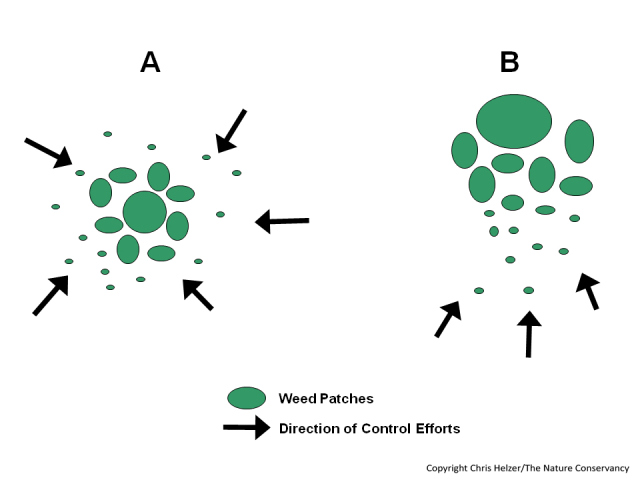 A
B
Weed Patches
Direction of Control Efforts
Copyright Chris Helzer/The Nature Conservancy